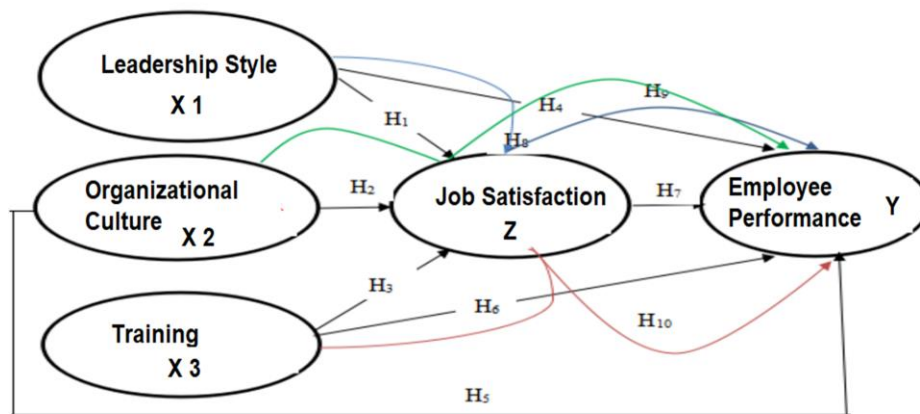 Leadership Style
X 1
H₁
H₄
H₉
H₈
Organizational
Culture
X 2
H₂
Job Satisfaction
Z
H₇
Employee
Performance
Y
H₃
H₆
Training
X 3
H₁₀
H₅